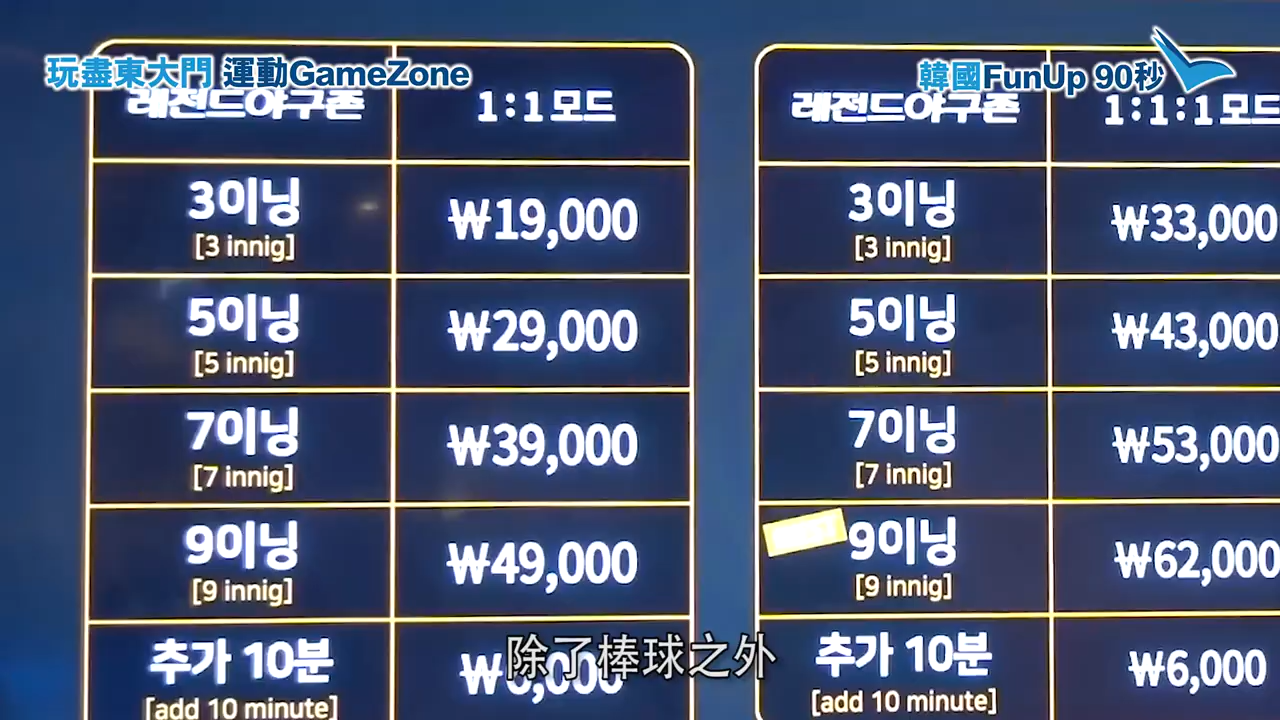 玩盡東大門 運動GameZone
韓國FunUp 90秒
레전드야구존
1:1 모드
3이닝
[3 innig]
₩19,000
5이닝
[5 innig]
₩29,000
7이닝
[7 innig]
₩39,000
9이닝
[9 innig]
₩49,000
추가 10분
[add 10 minute]
₩6,000
레전드야구존
1:1:1 모드
3이닝
[3 innig]
₩33,000
5이닝
[5 innig]
₩43,000
7이닝
[7 innig]
₩53,000
9이닝
[9 innig]
₩62,000
추가 10분
[add 10 minute]
₩6,000
除了棒球之外